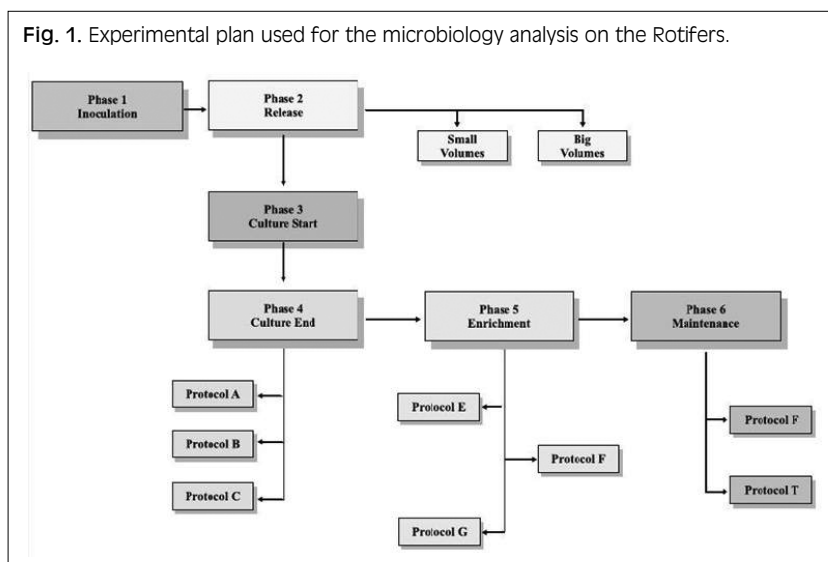 Fig. 1. Experimental plan used for the microbiology analysis on the Rotifers.
Phase 1
Inoculation
Phase 2
Release
Small
Volumes
Big
Volumes
Phase 3
Culture Start
Phase 4
Culture End
Phase 5
Enrichment
Phase 6
Maintenance
Protocol A
Protocol B
Protocol C
Protocol E
Protocol F
Protocol G
Protocol F
Protocol T